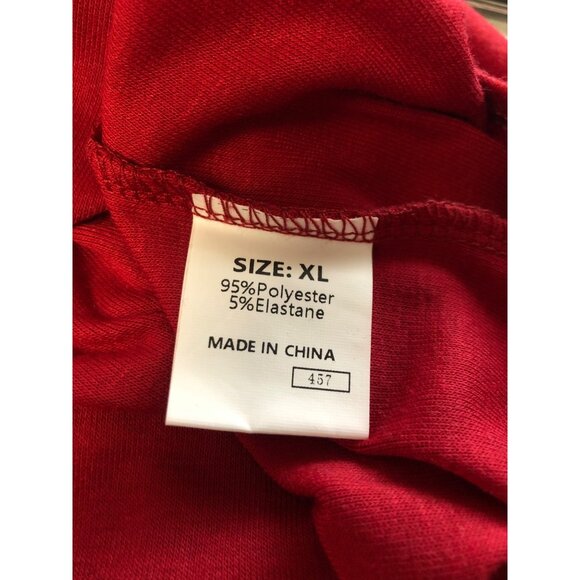 SIZE: XL
95%Polyester
5%Elastane
MADE IN CHINA
457